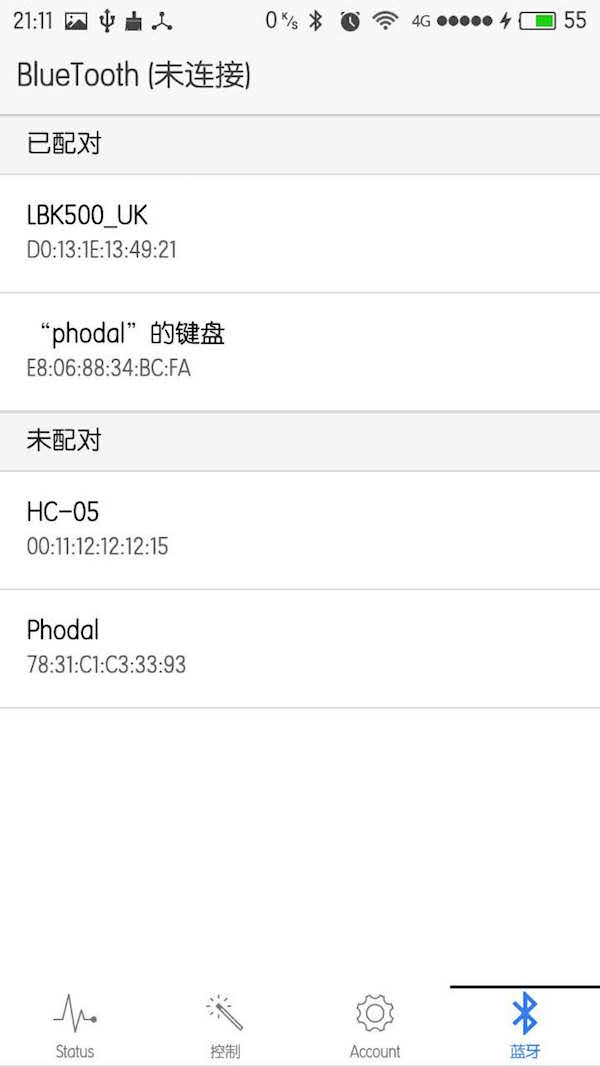 21:11 0 K/s 4G 55
BlueTooth (未连接)
已配对
LBK500_UK
D0:13:1E:13:49:21
“phodal”的键盘
E8:06:88:34:BC:FA
未配对
HC-05
00:11:12:12:12:15
Phodal
78:31:C1:C3:33:93
Status 控制 Account 蓝牙